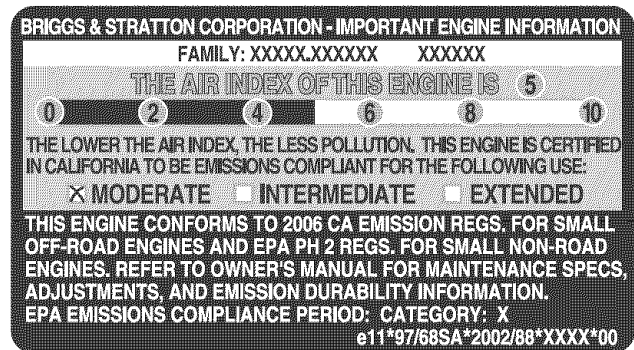 BRIGGS & STRATTON CORPORATION - IMPORTANT ENGINE INFORMATION
FAMILY: XXXXX.XXXXXX XXXXXX
THE AIR INDEX OF THIS ENGINE IS 5
0 2 4 6 8 10
THE LOWER THE AIR INDEX, THE LESS POLLUTION. THIS ENGINE IS CERTIFIED
IN CALIFORNIA TO BE EMISSIONS COMPLIANT FOR THE FOLLOWING USE:
X MODERATE INTERMEDIATE EXTENDED
THIS ENGINE CONFORMS TO 2006 CA EMISSION REGS. FOR SMALL
OFF-ROAD ENGINES AND EPA PH 2 REGS. FOR SMALL NON-ROAD
ENGINES. REFER TO OWNER'S MANUAL FOR MAINTENANCE SPECS,
ADJUSTMENTS, AND EMISSION DURABILITY INFORMATION.
EPA EMISSIONS COMPLIANCE PERIOD: CATEGORY: X
e11*97/68SA*2002/88*XXXX*00